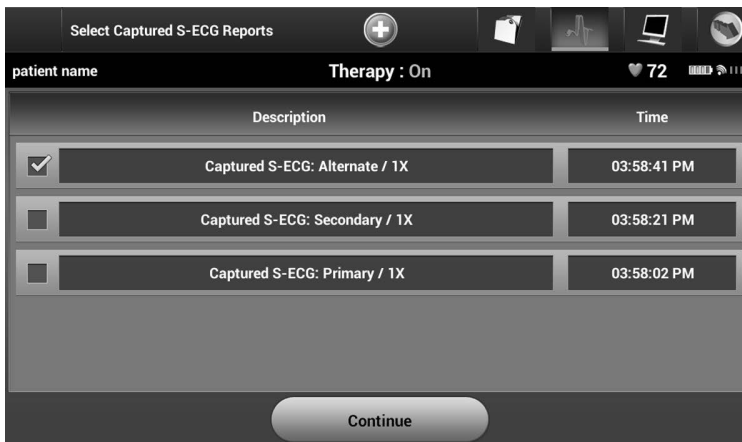 Select Captured S-ECG Reports
patient name Therapy : On 72
Description Time
Captured S-ECG: Alternate / 1X 03:58:41 PM
Captured S-ECG: Secondary / 1X 03:58:21 PM
Captured S-ECG: Primary / 1X 03:58:02 PM
Continue